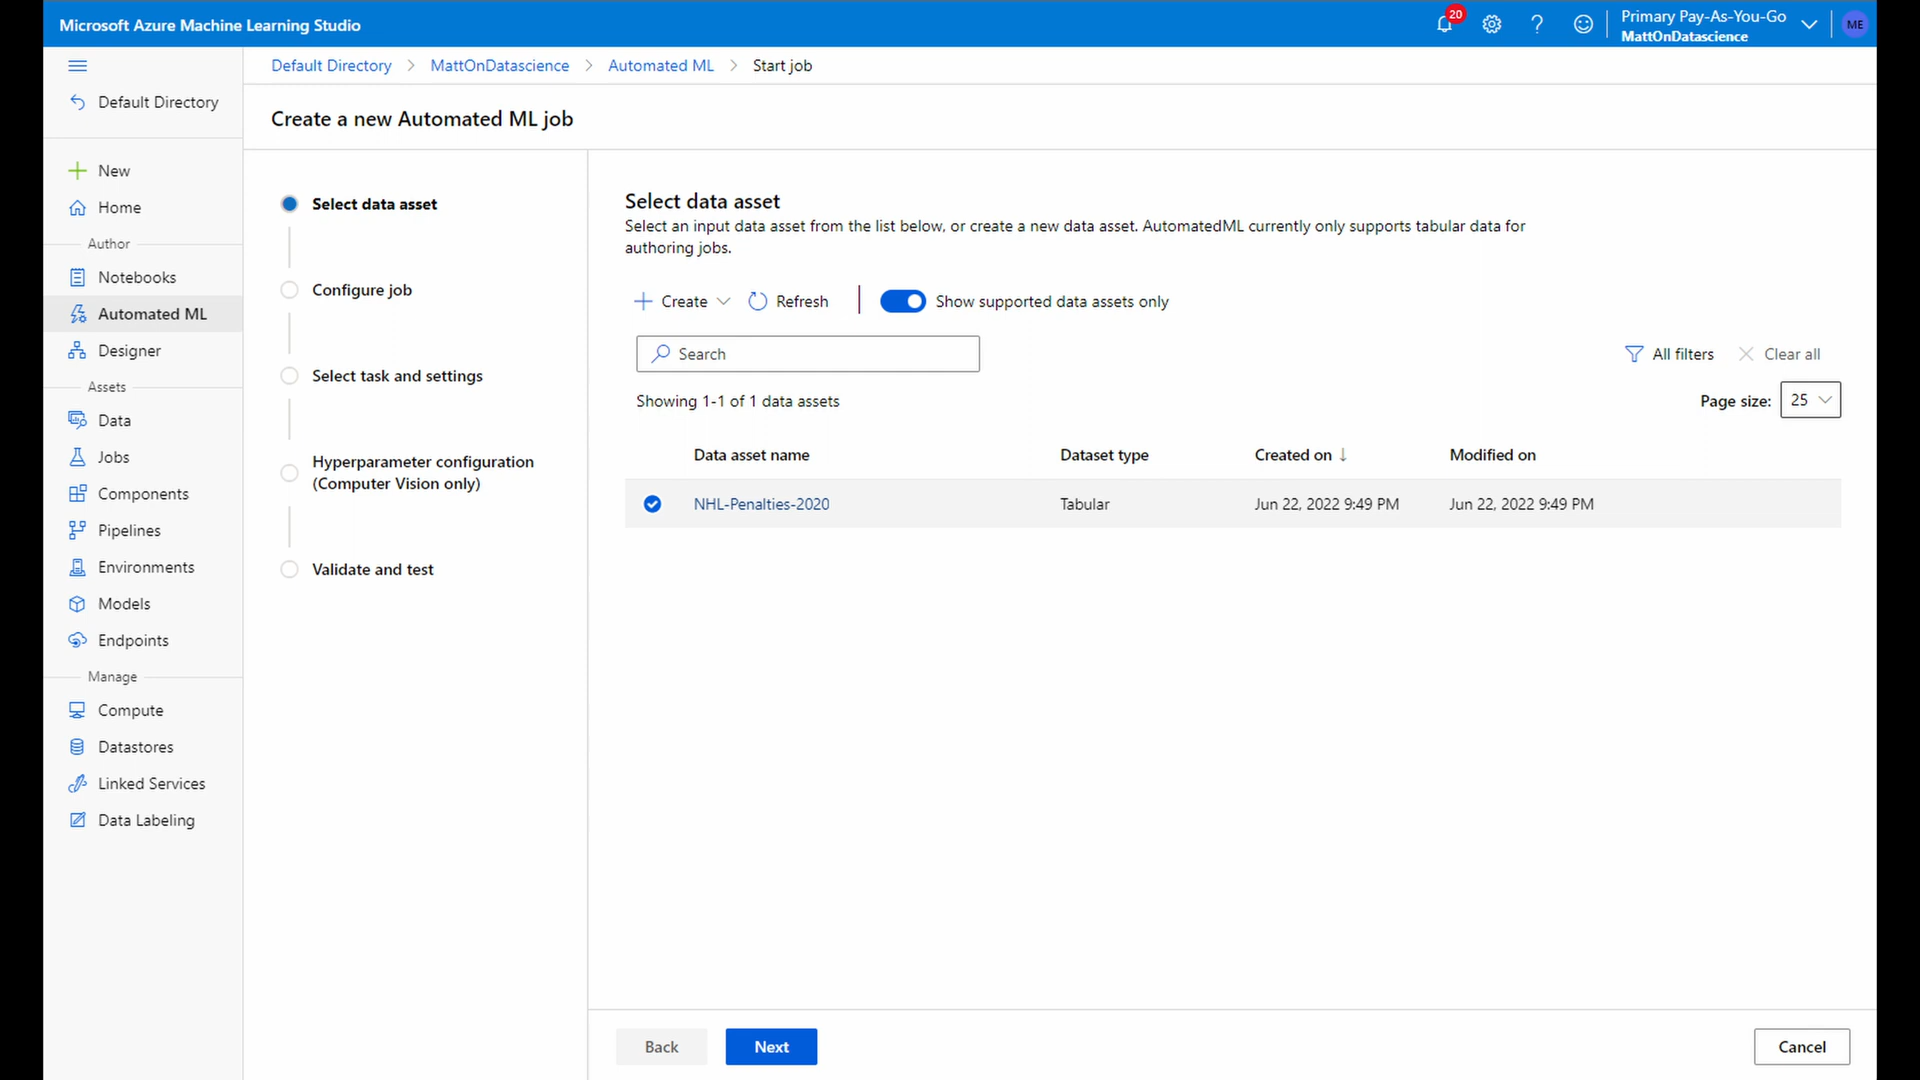 Microsoft Azure Machine Learning Studio
20
Primary Pay-As-You-Go
MattOnDatascience
ME
Default Directory > MattOnDatascience > Automated ML > Start job
Default Directory
Create a new Automated ML job
New
Home
Author
Notebooks
Automated ML
Designer
Assets
Data
Jobs
Components
Pipelines
Environments
Models
Endpoints
Manage
Compute
Datastores
Linked Services
Data Labeling
Select data asset
Configure job
Select task and settings
Hyperparameter configuration
(Computer Vision only)
Validate and test
Select data asset
Select an input data asset from the list below, or create a new data asset. AutomatedML currently only supports tabular data for
authoring jobs.
Create Refresh Show supported data assets only
Search
All filters Clear all
Showing 1-1 of 1 data assets
Page size: 25
Data asset name Dataset type Created on ↓ Modified on
NHL-Penalties-2020 Tabular Jun 22, 2022 9:49 PM Jun 22, 2022 9:49 PM
Back Next Cancel